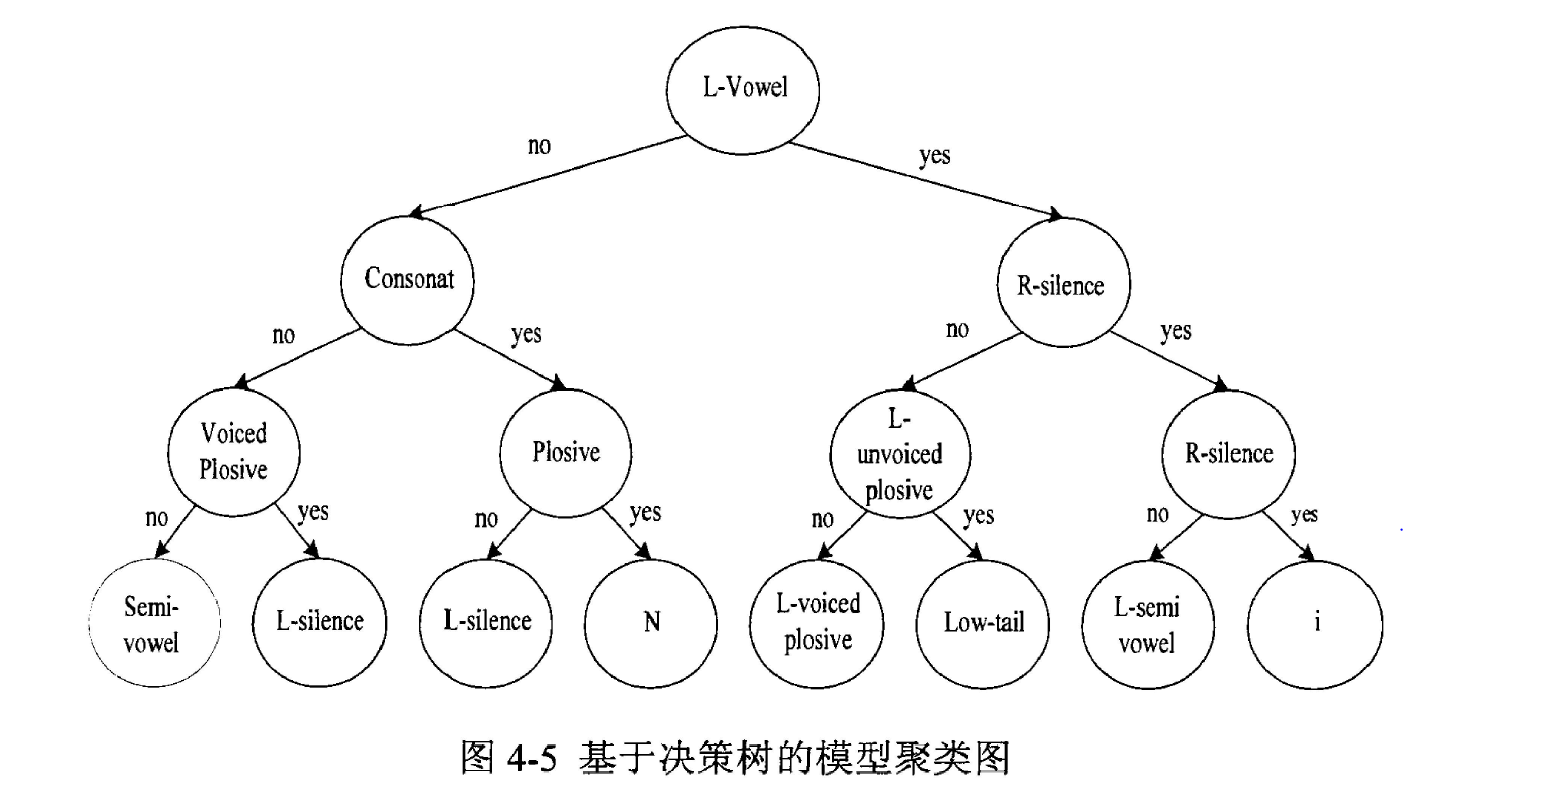 L-Vowel
no
yes
Consonat
R-silence
no
yes
no
yes
Voiced
Plosive
Plosive
L-
unvoiced
plosive
R-silence
no
yes
no
yes
no
yes
no
yes
Semi-
vowel
L-silence
L-silence
N
L-voiced
plosive
Low-tail
L-semi
vowel
i
图 4-5 基于决策树的模型聚类图